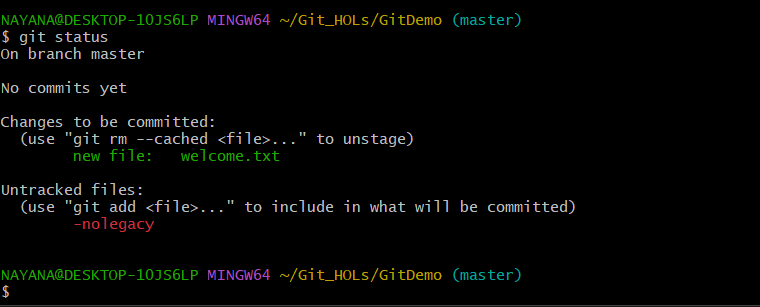 NAYANA@DESKTOP-1OJS6LP MINGW64 ~/Git_HOLs/GitDemo (master)
$ git status
On branch master
No commits yet
Changes to be committed:
  (use "git rm --cached <file>..." to unstage)
        new file:   welcome.txt
Untracked files:
  (use "git add <file>..." to include in what will be committed)
        -nolegacy
NAYANA@DESKTOP-1OJS6LP MINGW64 ~/Git_HOLs/GitDemo (master)
$